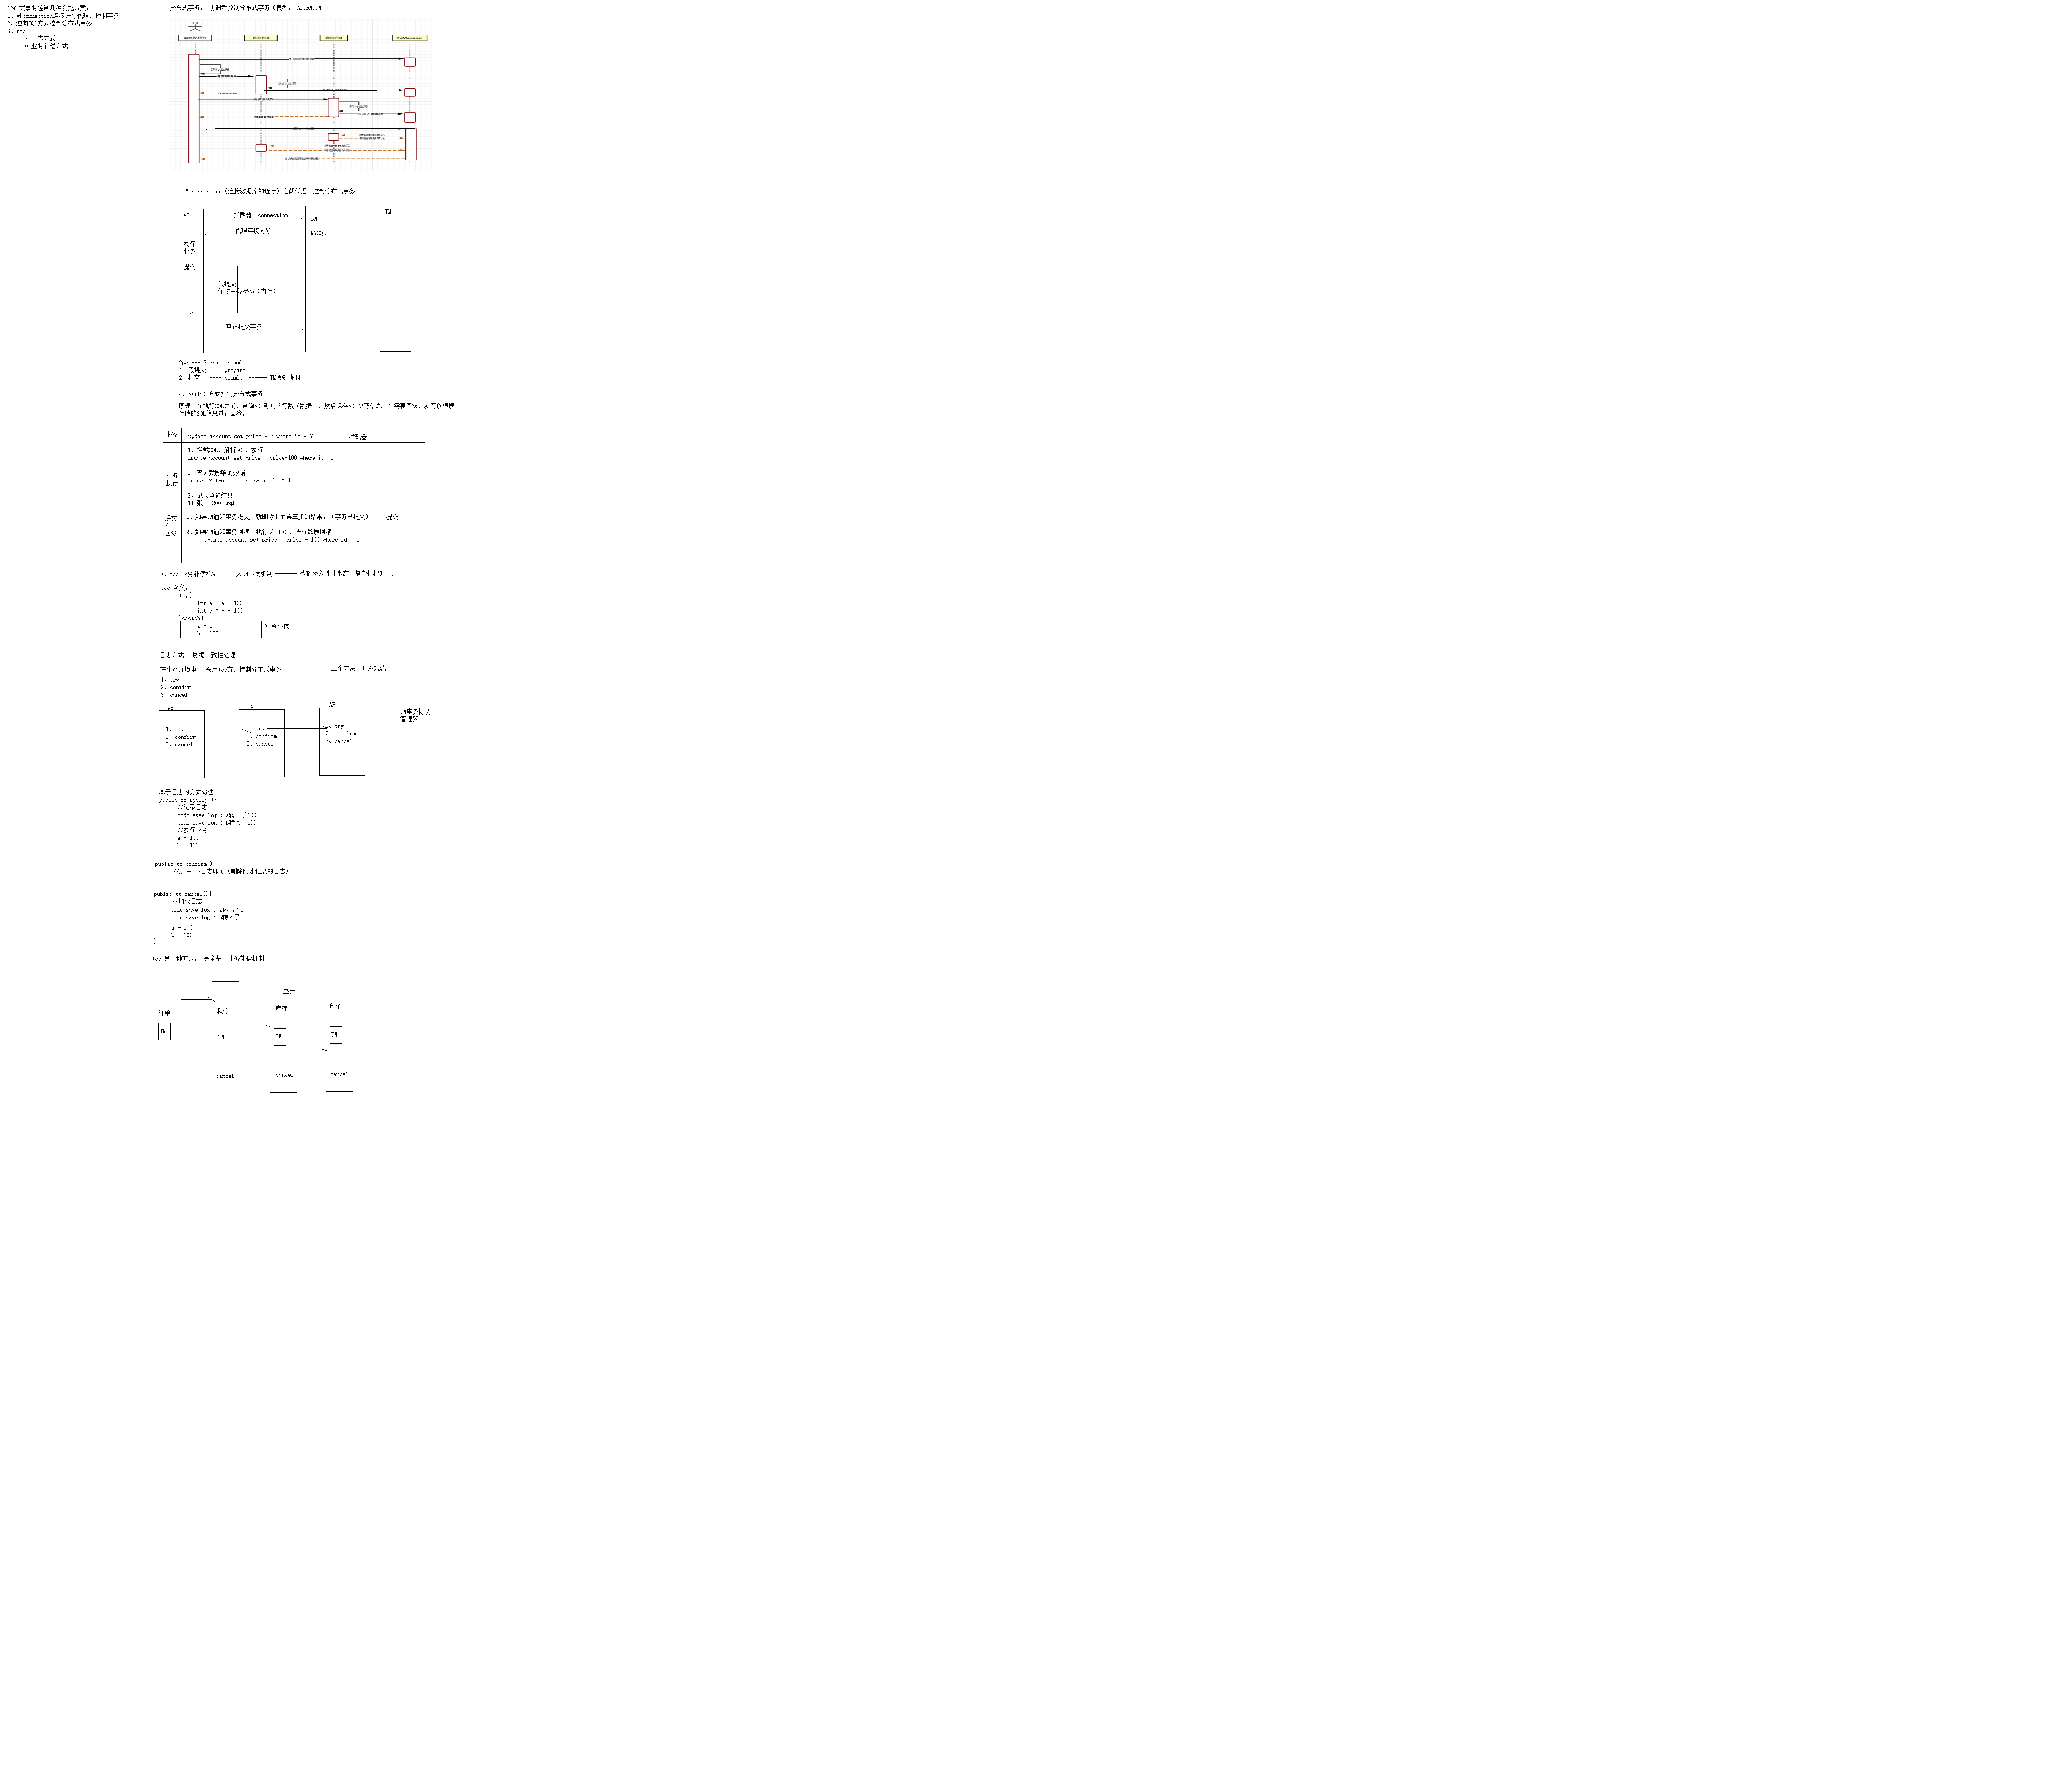 分布式事务控制几种实施方案:
1、对connection连接进行代理，控制事务
2、逆向SQL方式控制分布式事务
3、tcc
* 日志方式
* 业务补偿方式
分布式事务: 协调者控制分布式事务（模型: AP,RM,TM）
TxManager
1、对connection（连接数据库的连接）拦截代理，控制分布式事务
AP
拦截器: connection
RM
TM
代理连接对象
MYSQL
执行
业务
提交
假提交
修改事务状态（内存）
真正提交事务
2pc --- 2 phase commit
1、假提交 ---- prepare
2、提交 ---- commit ------ TM通知协调
2、逆向SQL方式控制分布式事务
原理: 在执行SQL之前，查询SQL影响的行数（数据），然后保存SQL快照信息，当需要回滚，就可以根据
存储的SQL信息进行回滚。
业务
update account set price = ? where id = ?
拦截器
业务
执行
1、拦截SQL，解析SQL，执行
update account set price = price-100 where id =1
2、查询受影响的数据
select * from account where id = 1
3、记录查询结果
11 张三 300 sql
提交
/
回滚
1、如果TM通知事务提交，就删除上面第三步的结果。（事务已提交） --- 提交
2、如果TM通知事务回滚，执行逆向SQL，进行数据回滚
update account set price = price + 100 where id = 1
3、tcc 业务补偿机制 ---- 人肉补偿机制 ------- 代码侵入性非常高，复杂性提升...
tcc 含义:
try{
int a = a + 100;
int b = b - 100;
}cactch{
a - 100;
b + 100;
}
业务补偿
日志方式: 数据一致性处理
在生产环境中: 采用tcc方式控制分布式事务--------------- 三个方法，开发规范
1、try
2、confirm
3、cancel
AP
1、try
2、confirm
3、cancel
AP
1、try
2、confirm
3、cancel
AP
1、try
2、confirm
3、cancel
TM事务协调
管理器
基于日志的方式做法:
public xx rpcTry(){
//记录日志
todo save log : a转出了100
todo save log : b转入了100
//执行业务
a - 100;
b + 100;
}
public xx confirm(){
//删除log日志即可（删除刚才记录的日志）
}
public xx cancel(){
//加载日志
todo save log : a转出了100
todo save log : b转入了100
a + 100;
b - 100;
}
tcc 另一种方式: 完全基于业务补偿机制
订单
TM
积分
TM
cancel
异常
库存
TM
cancel
仓储
TM
cancel